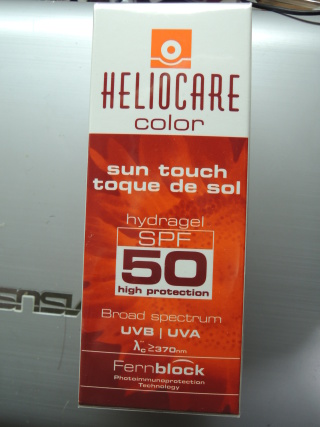 HELIOCARE
color
sun touch
toque de sol
hydragel
SPF
50
high protection
Broad spectrum
UVB | UVA
λc ≥370nm
Fernblock
Photoimmunoprotection
Technology